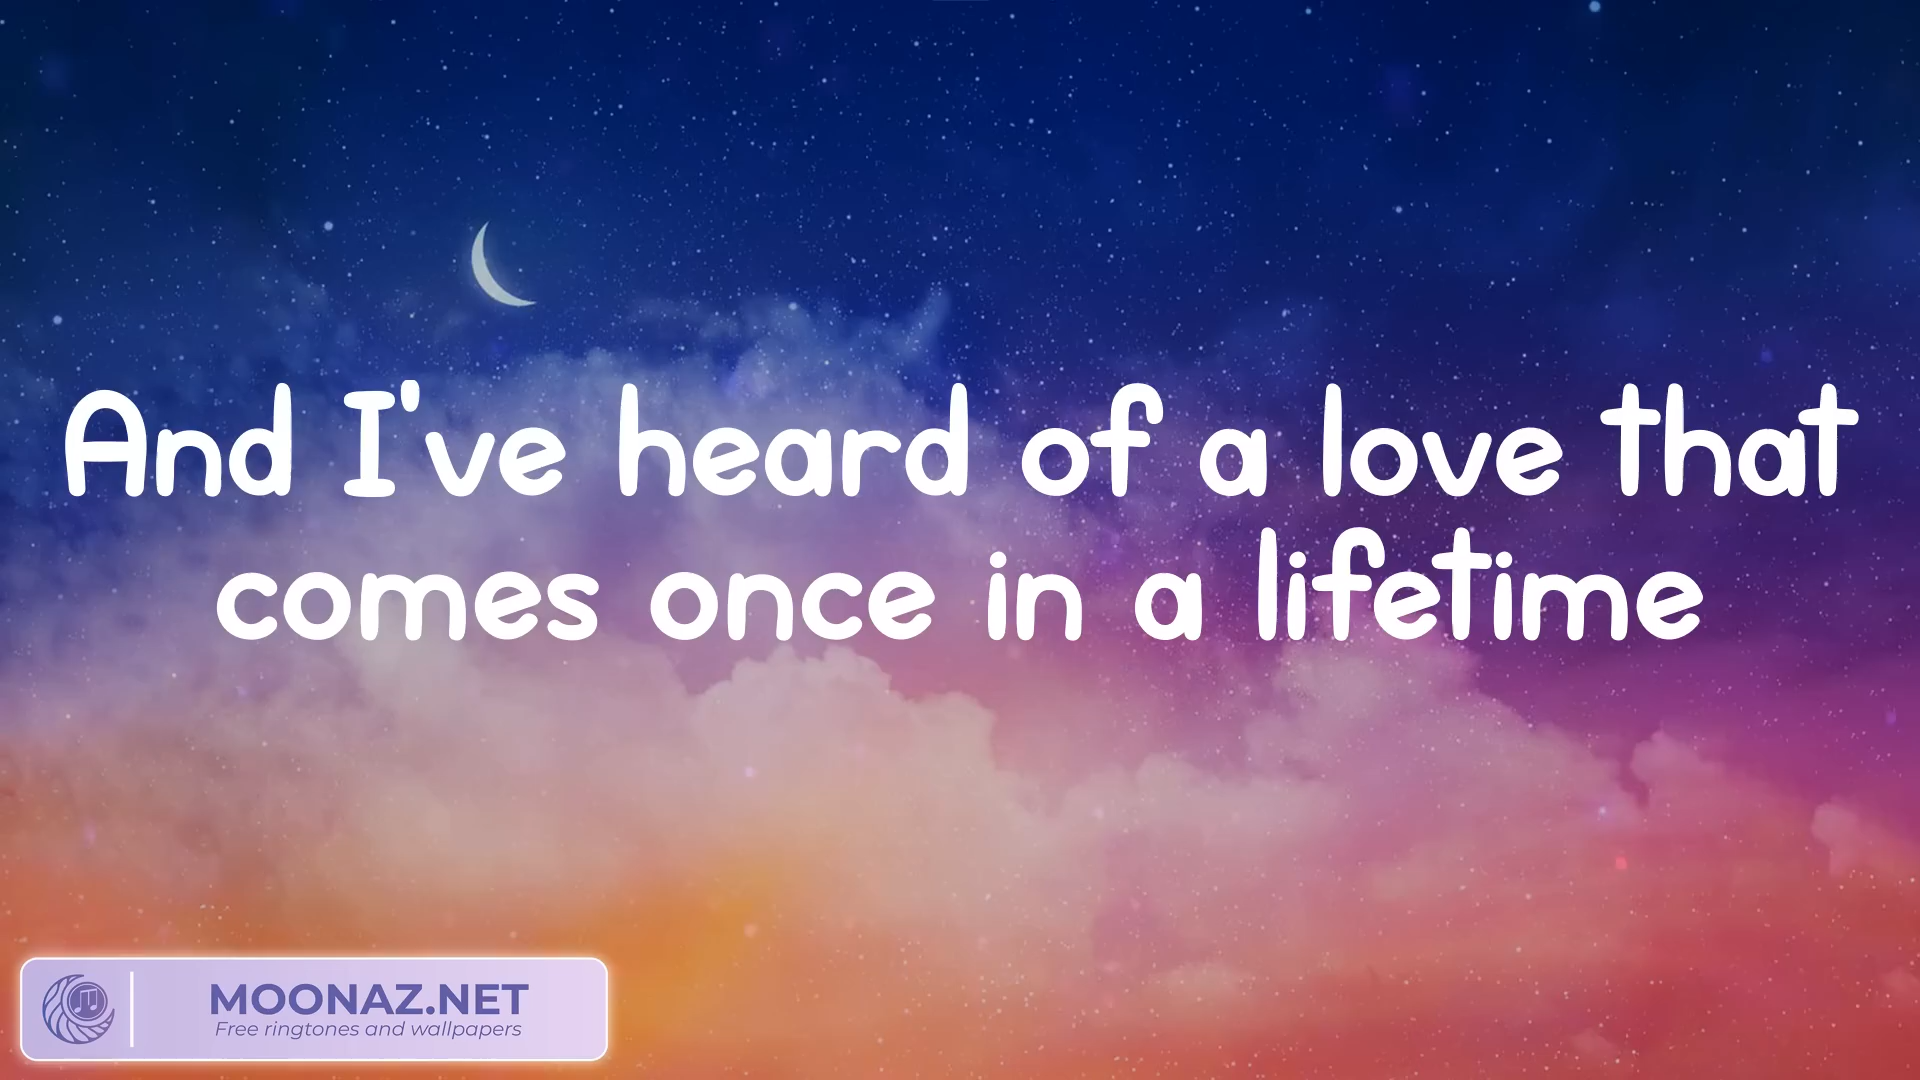 And I've heard of a love that
comes once in a lifetime
MOONAZ.NET
Free ringtones and wallpapers